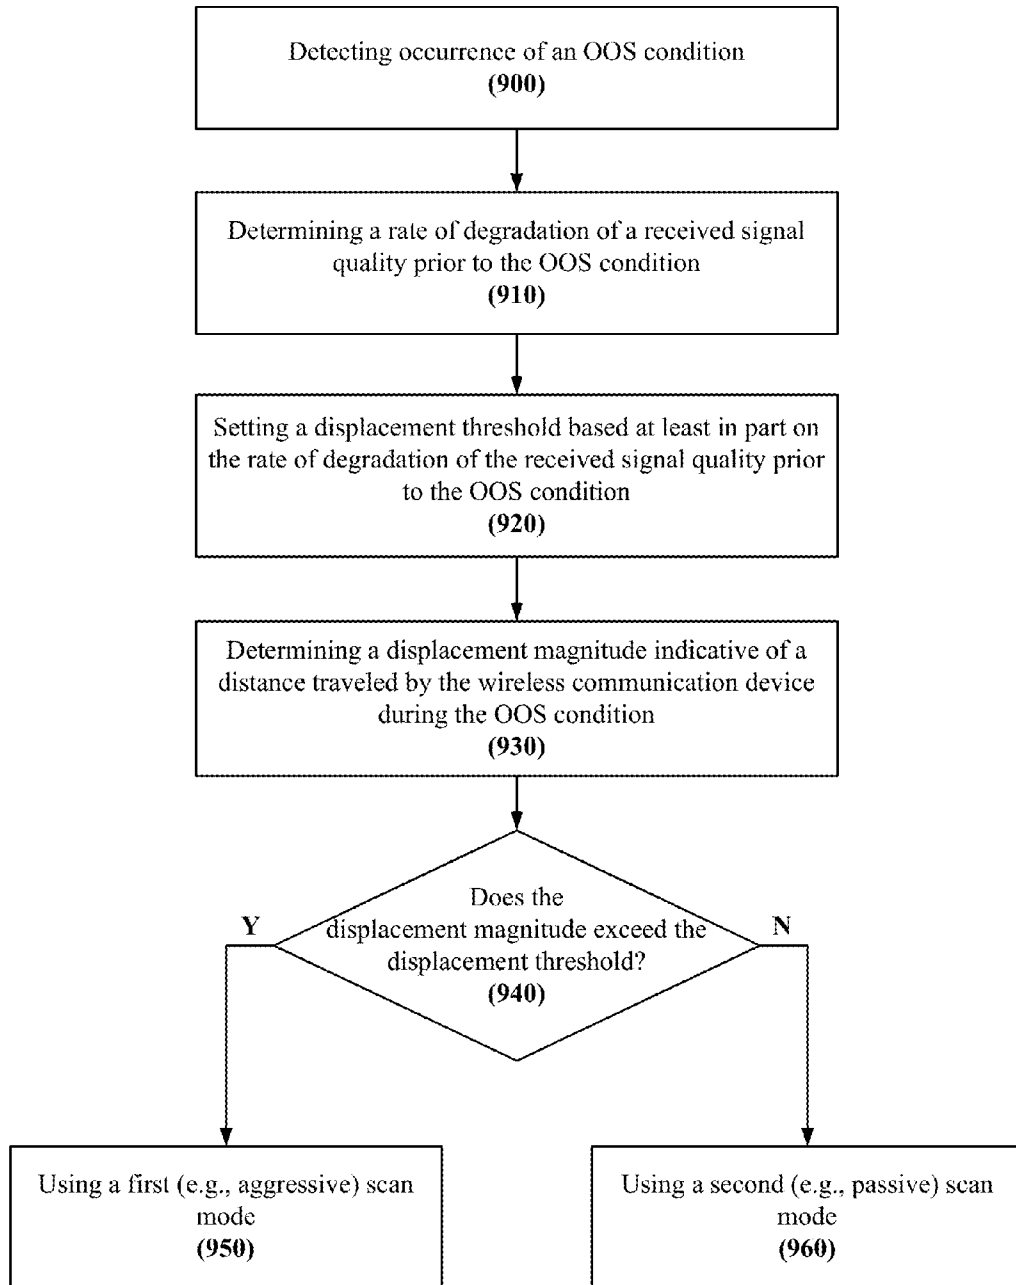 Detecting occurrence of an OOS condition
(900)
Determining a rate of degradation of a received signal
quality prior to the OOS condition
(910)
Setting a displacement threshold based at least in part on
the rate of degradation of the received signal quality prior
to the OOS condition
(920)
Determining a displacement magnitude indicative of a
distance traveled by the wireless communication device
during the OOS condition
(930)
Does the
displacement magnitude exceed the
displacement threshold?
(940)
Y
N
Using a first (e.g., aggressive) scan
mode
(950)
Using a second (e.g., passive) scan
mode
(960)